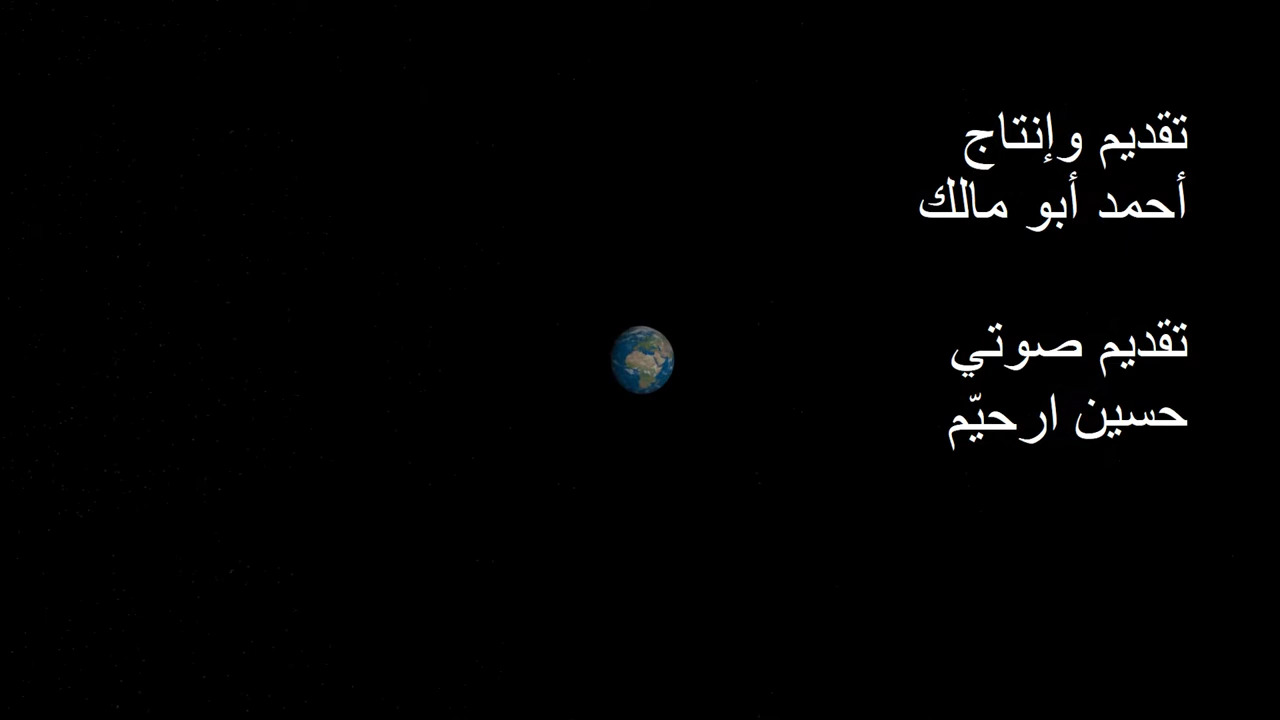 تقديم وإنتاج
أحمد أبو مالك
تقديم صوتي
حسين ارحيّم